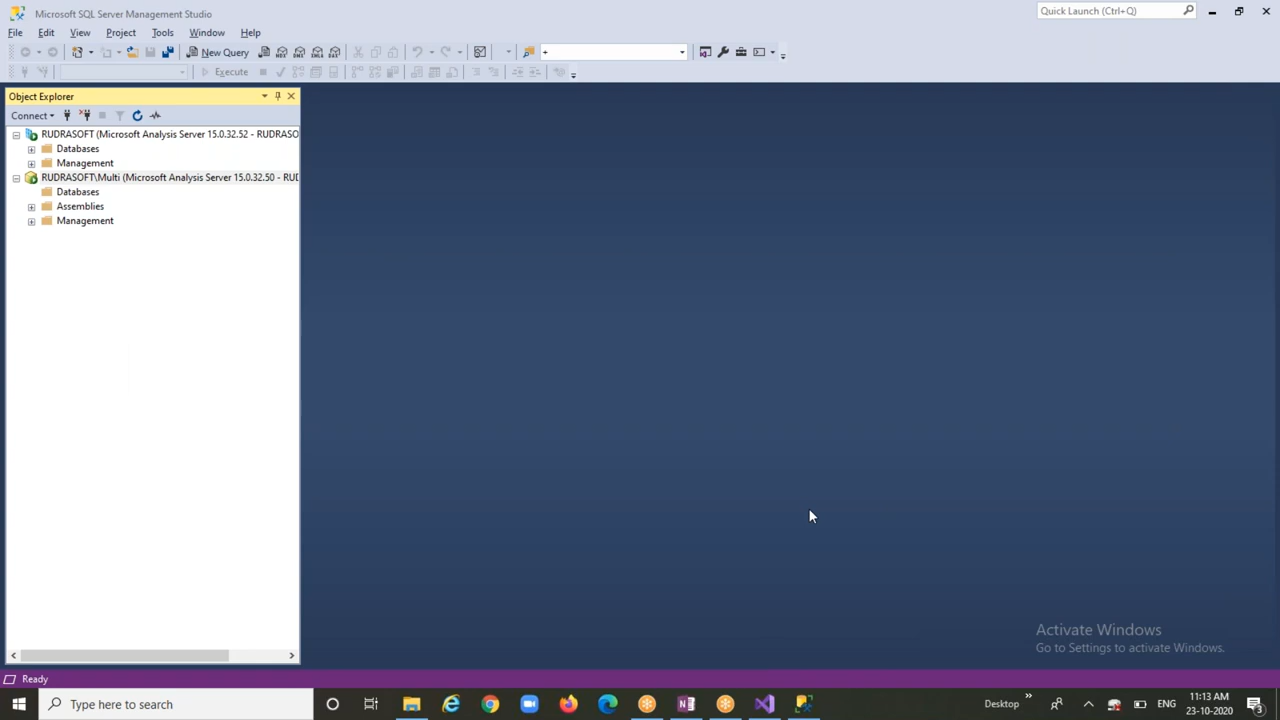 Microsoft SQL Server Management Studio
Quick Launch (Ctrl+Q)
File Edit View Project Tools Window Help
New Query
Execute
Object Explorer
Connect
RUDRASOFT (Microsoft Analysis Server 15.0.32.52 - RUDRASO
Databases
Management
RUDRASOFT\Multi (Microsoft Analysis Server 15.0.32.50 - RUD
Databases
Assemblies
Management
Activate Windows
Go to Settings to activate Windows.
Ready
Type here to search
Desktop
ENG
11:13 AM
23-10-2020
3